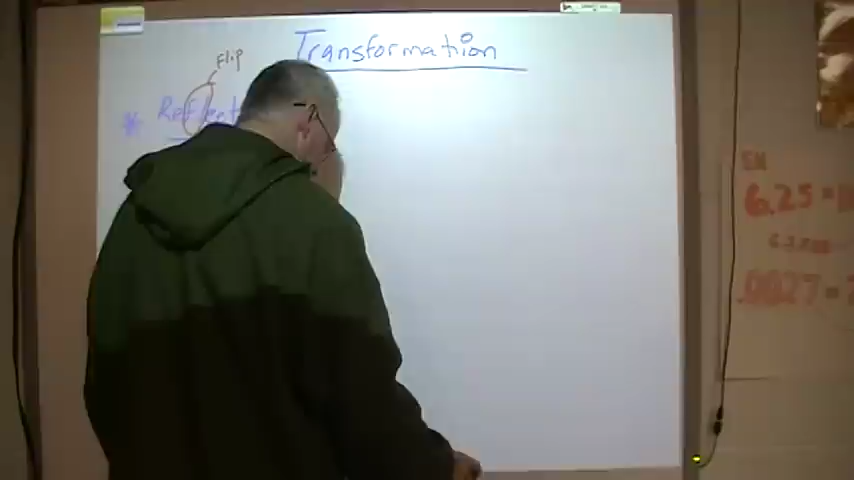 Transformation
Flip
* Reflect
6.25 =
.0027 =